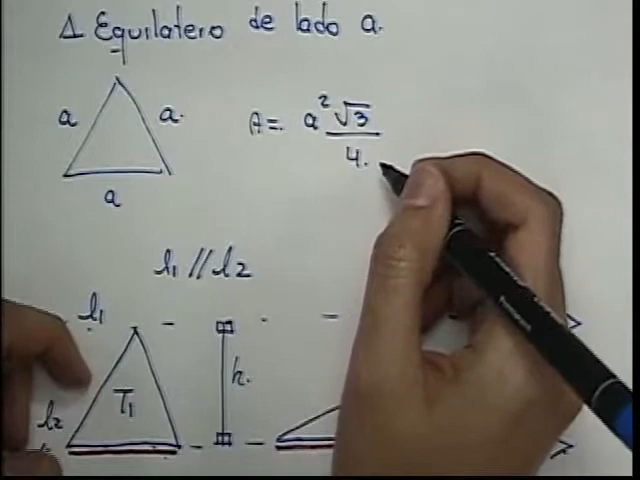 Δ Equilatero de lado a.
a a.
A = a²√3/4.
a
l₁ // l₂
l₁
h.
T₁
l₂